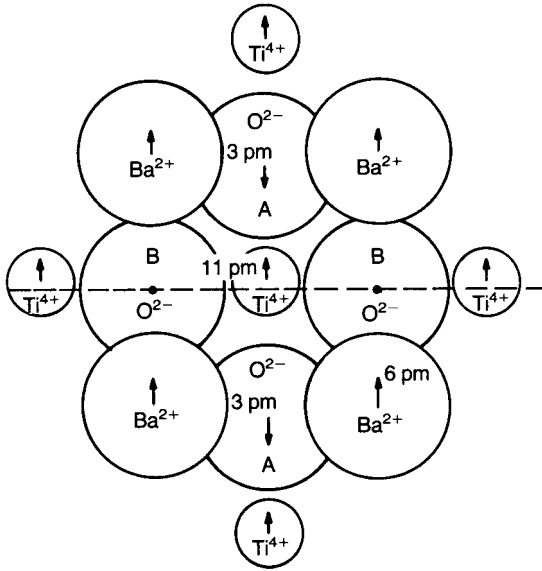 Ti⁴⁺
O²⁻
3 pm
Ba²⁺
Ba²⁺
A
B
B
11 pm
Ti⁴⁺
O²⁻
Ti⁴⁺
O²⁻
Ti⁴⁺
O²⁻
6 pm
3 pm
Ba²⁺
Ba²⁺
A
Ti⁴⁺